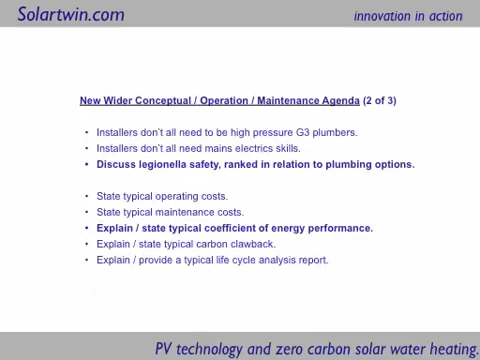 Solartwin.com
innovation in action
New Wider Conceptual / Operation / Maintenance Agenda (2 of 3)
• Installers don't all need to be high pressure G3 plumbers.
• Installers don't all need mains electrics skills.
• Discuss legionella safety, ranked in relation to plumbing options.
• State typical operating costs.
• State typical maintenance costs.
• Explain / state typical coefficient of energy performance.
• Explain / state typical carbon clawback.
• Explain / provide a typical life cycle analysis report.
PV technology and zero carbon solar water heating.